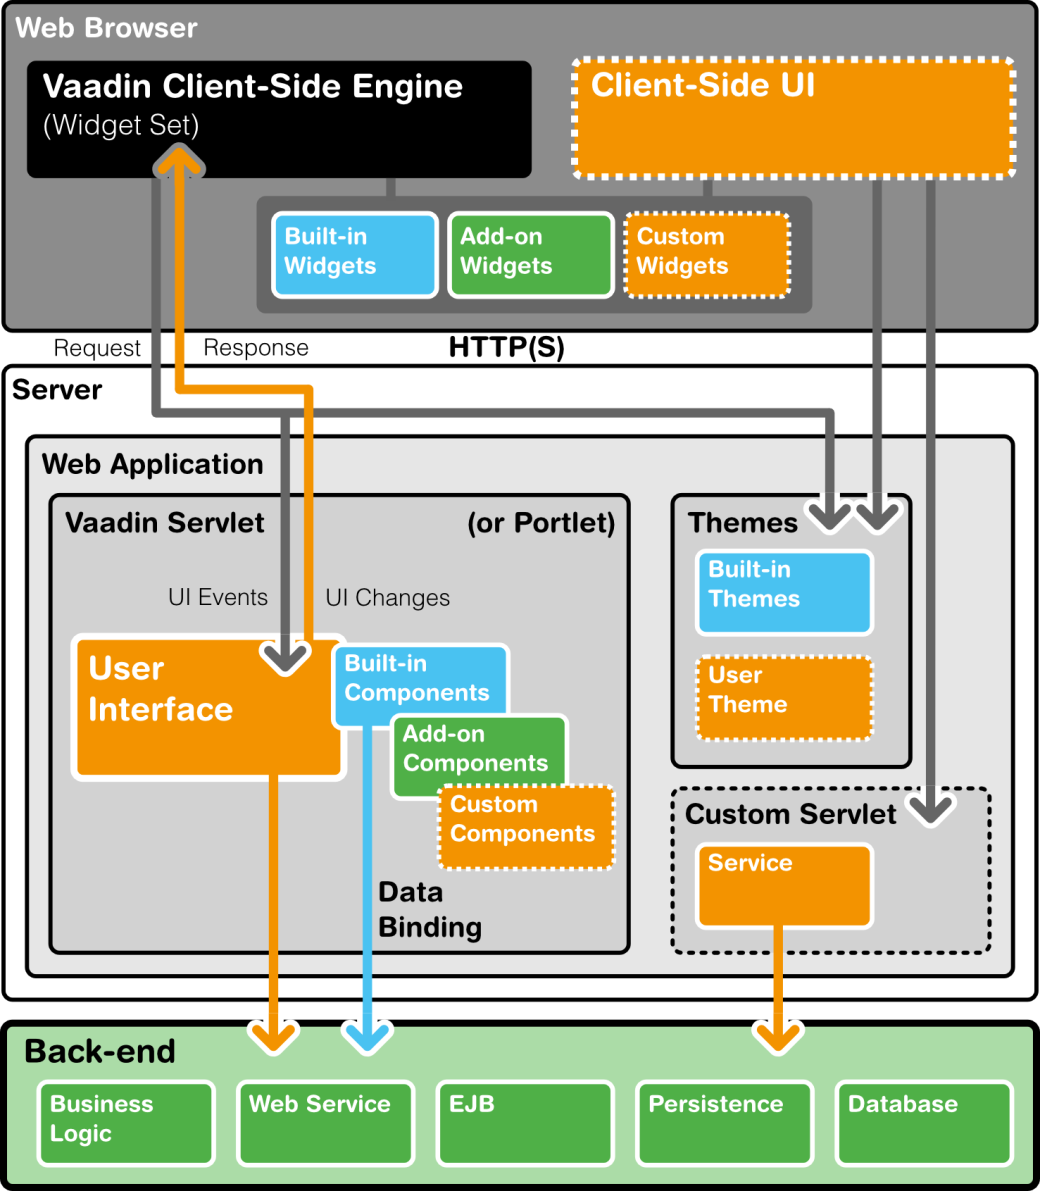 Web Browser
Vaadin Client-Side Engine
(Widget Set)
Client-Side UI
Built-in
Widgets
Add-on
Widgets
Custom
Widgets
Request
Response
HTTP(S)
Server
Web Application
Vaadin Servlet
(or Portlet)
UI Events
UI Changes
User
Interface
Built-in
Components
Add-on
Components
Custom
Components
Data
Binding
Themes
Built-in
Themes
User
Theme
Custom Servlet
Service
Back-end
Business
Logic
Web Service
EJB
Persistence
Database